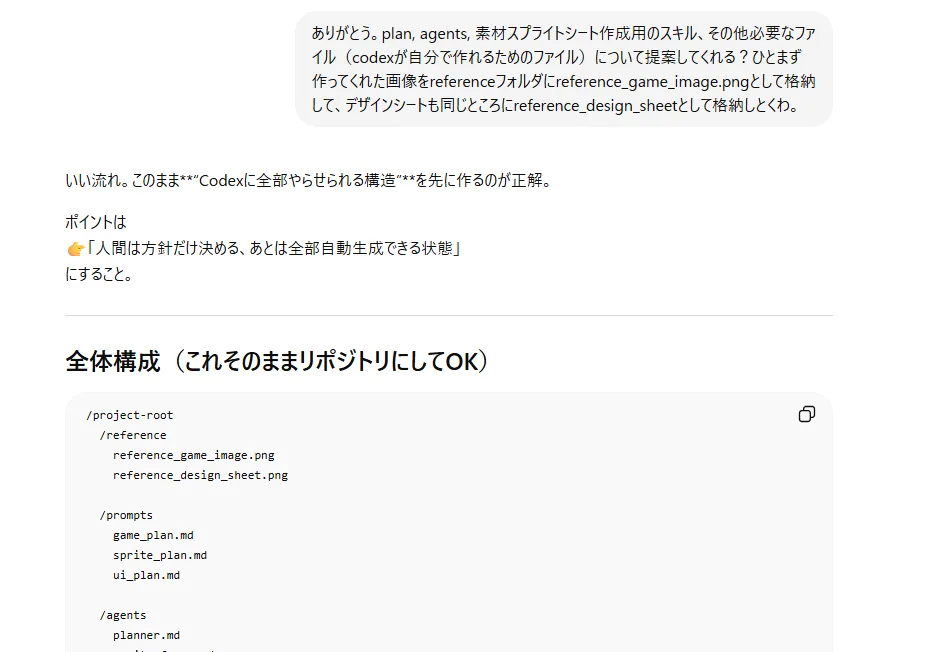 ありがとう。plan, agents, 素材スプライトシート作成用のスキル、その他必要なファ
イル（codexが自分で作れるためのファイル）について提案してくれる？ひとまず
作ってくれた画像をreferenceフォルダにreference_game_image.pngとして格納
して、デザインシートも同じところにreference_design_sheetとして格納しとくわ。
いい流れ。このまま**“Codexに全部やらせられる構造”**を先に作るのが正解。
ポイントは
👉「人間は方針だけ決める、あとは全部自動生成できる状態」
にすること。
全体構成（これそのままリポジトリにしてOK）
/project-root
/reference
reference_game_image.png
reference_design_sheet.png
/prompts
game_plan.md
sprite_plan.md
ui_plan.md
/agents
planner.md